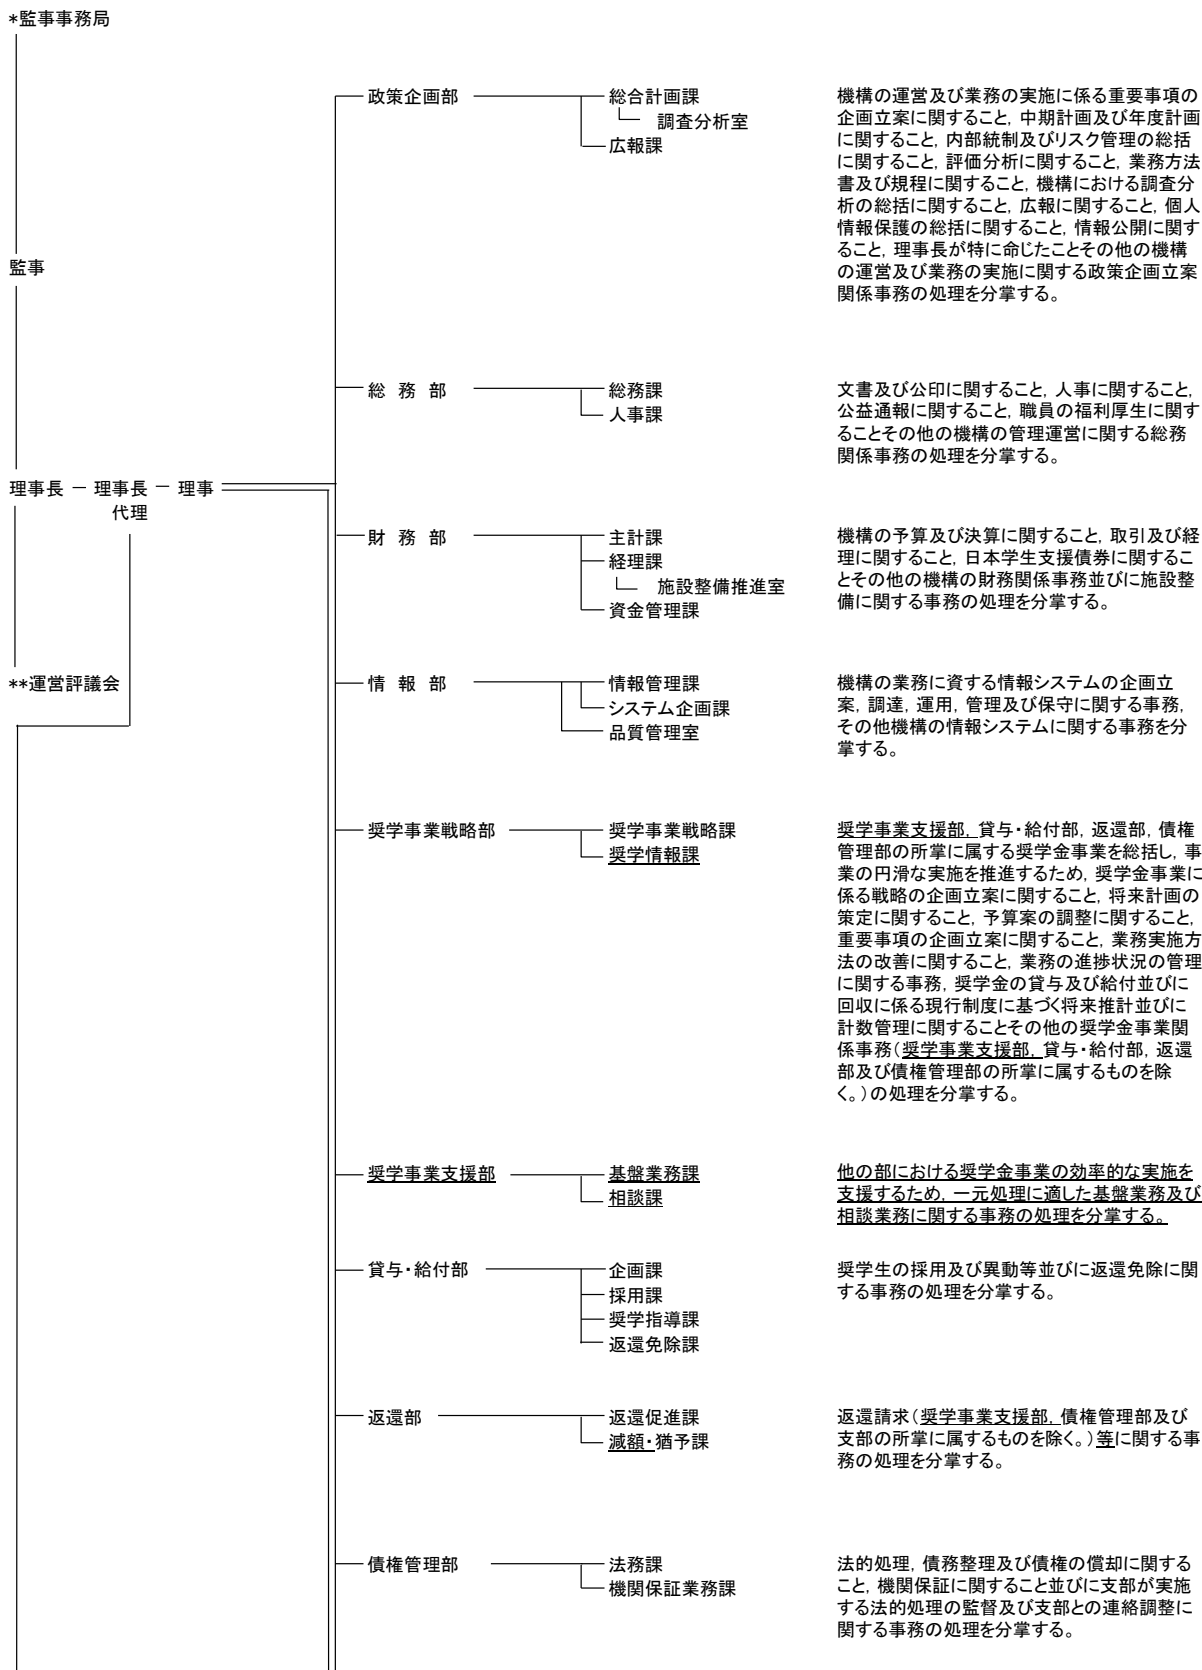 *監事事務局
政策企画部
総合計画課
調査分析室
広報課
機構の運営及び業務の実施に係る重要事項の
企画立案に関すること, 中期計画及び年度計画
に関すること, 内部統制及びリスク管理の総括
に関すること, 評価分析に関すること, 業務方法
書及び規程に関すること, 機構における調査分
析の総括に関すること, 広報に関すること, 個人
情報保護の総括に関すること, 情報公開に関す
ること, 理事長が特に命じたことその他の機構
の運営及び業務の実施に関する政策企画立案
関係事務の処理を分掌する。
監事
総 務 部
総務課
人事課
文書及び公印に関すること, 人事に関すること,
公益通報に関すること, 職員の福利厚生に関す
ることその他の機構の管理運営に関する総務
関係事務の処理を分掌する。
理事長 － 理事長 － 理事
代理
財 務 部
主計課
経理課
施設整備推進室
資金管理課
機構の予算及び決算に関すること, 取引及び経
理に関すること, 日本学生支援債券に関するこ
とその他の機構の財務関係事務並びに施設整
備に関する事務の処理を分掌する。
**運営評議会
情 報 部
情報管理課
システム企画課
品質管理室
機構の業務に資する情報システムの企画立
案, 調達, 運用, 管理及び保守に関する事務,
その他機構の情報システムに関する事務を分
掌する。
奨学事業戦略部
奨学事業戦略課
奨学情報課
奨学事業支援部, 貸与・給付部, 返還部, 債権
管理部の所掌に属する奨学金事業を総括し, 事
業の円滑な実施を推進するため, 奨学金事業に
係る戦略の企画立案に関すること, 将来計画の
策定に関すること, 予算案の調整に関すること,
重要事項の企画立案に関すること, 業務実施方
法の改善に関すること, 業務の進捗状況の管理
に関する事務, 奨学金の貸与及び給付並びに
回収に係る現行制度に基づく将来推計並びに
計数管理に関することその他の奨学金事業関
係事務(奨学事業支援部, 貸与・給付部, 返還
部及び債権管理部の所掌に属するものを除
く。)の処理を分掌する。
奨学事業支援部
基盤業務課
相談課
他の部における奨学金事業の効率的な実施を
支援するため, 一元処理に適した基盤業務及び
相談業務に関する事務の処理を分掌する。
貸与・給付部
企画課
採用課
奨学指導課
返還免除課
奨学生の採用及び異動等並びに返還免除に関
する事務の処理を分掌する。
返還部
返還促進課
減額・猶予課
返還請求(奨学事業支援部, 債権管理部及び
支部の所掌に属するものを除く。)等に関する事
務の処理を分掌する。
債権管理部
法務課
機関保証業務課
法的処理, 債務整理及び債権の償却に関する
こと, 機関保証に関すること並びに支部が実施
する法的処理の監督及び支部との連絡調整に
関する事務の処理を分掌する。